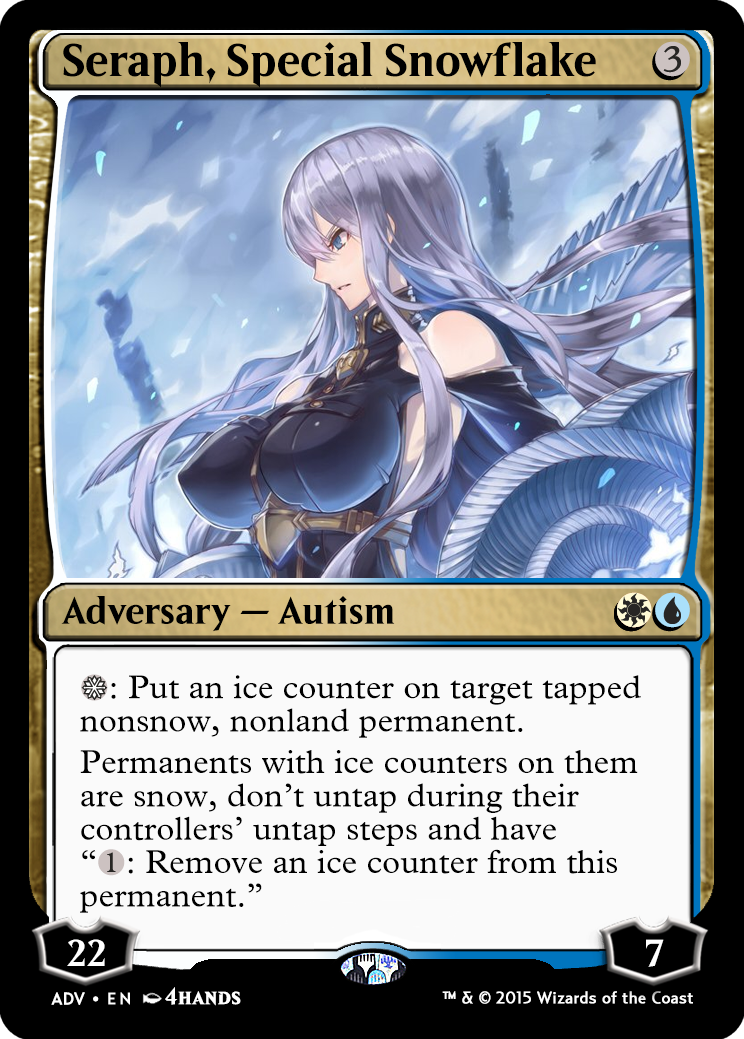 Seraph, Special Snowflake 3
Adversary — Autism
: Put an ice counter on target tapped
nonsnow, nonland permanent.
Permanents with ice counters on them
are snow, don't untap during their
controllers' untap steps and have
“1: Remove an ice counter from this
permanent.”
22
7
ADV • EN 4HANDS
™ & © 2015 Wizards of the Coast